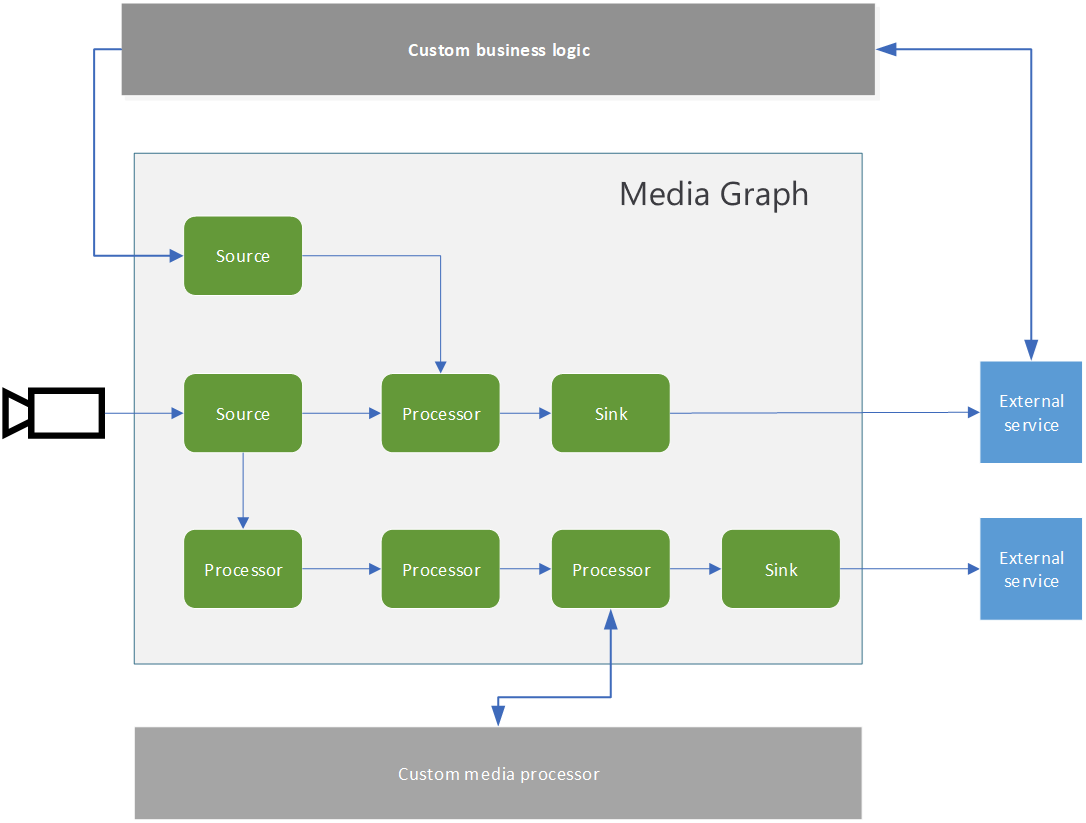 Custom business logic
Media Graph
Source
Source
Processor
Sink
External
service
Processor
Processor
Processor
Sink
External
service
Custom media processor